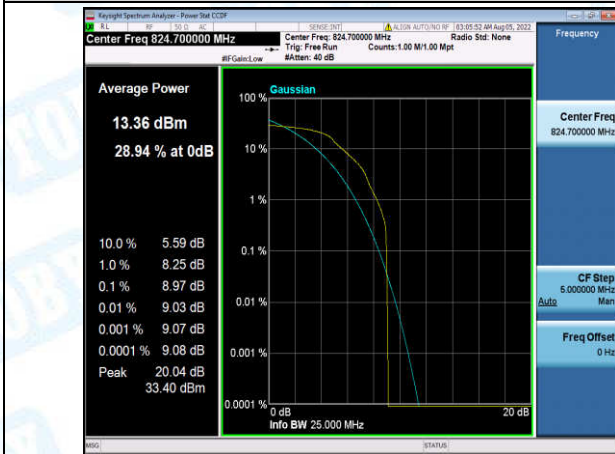 Keysight Spectrum Analyzer - Power Stat CCDF
RL RF 50 Ω AC SENSE:INT ALIGN AUTO/NO RF 03:05:52 AM Aug 05, 2022
Center Freq 824.700000 MHz
Center Freq: 824.700000 MHz Radio Std: None
Trig: Free Run Counts:1.00 M/1.00 Mpt
#IFGain:Low #Atten: 40 dB
Frequency
Average Power
13.36 dBm
28.94 % at 0dB
10.0 % 5.59 dB
1.0 % 8.25 dB
0.1 % 8.97 dB
0.01 % 9.03 dB
0.001 % 9.07 dB
0.0001 % 9.08 dB
Peak 20.04 dB
33.40 dBm
Gaussian
100 %
10 %
1 %
0.1 %
0.01 %
0.001 %
0.0001 %
0 dB 20 dB
Info BW 25.000 MHz
Center Freq
824.700000 MHz
CF Step
5.000000 MHz
Auto Man
Freq Offset
0 Hz
MSG STATUS